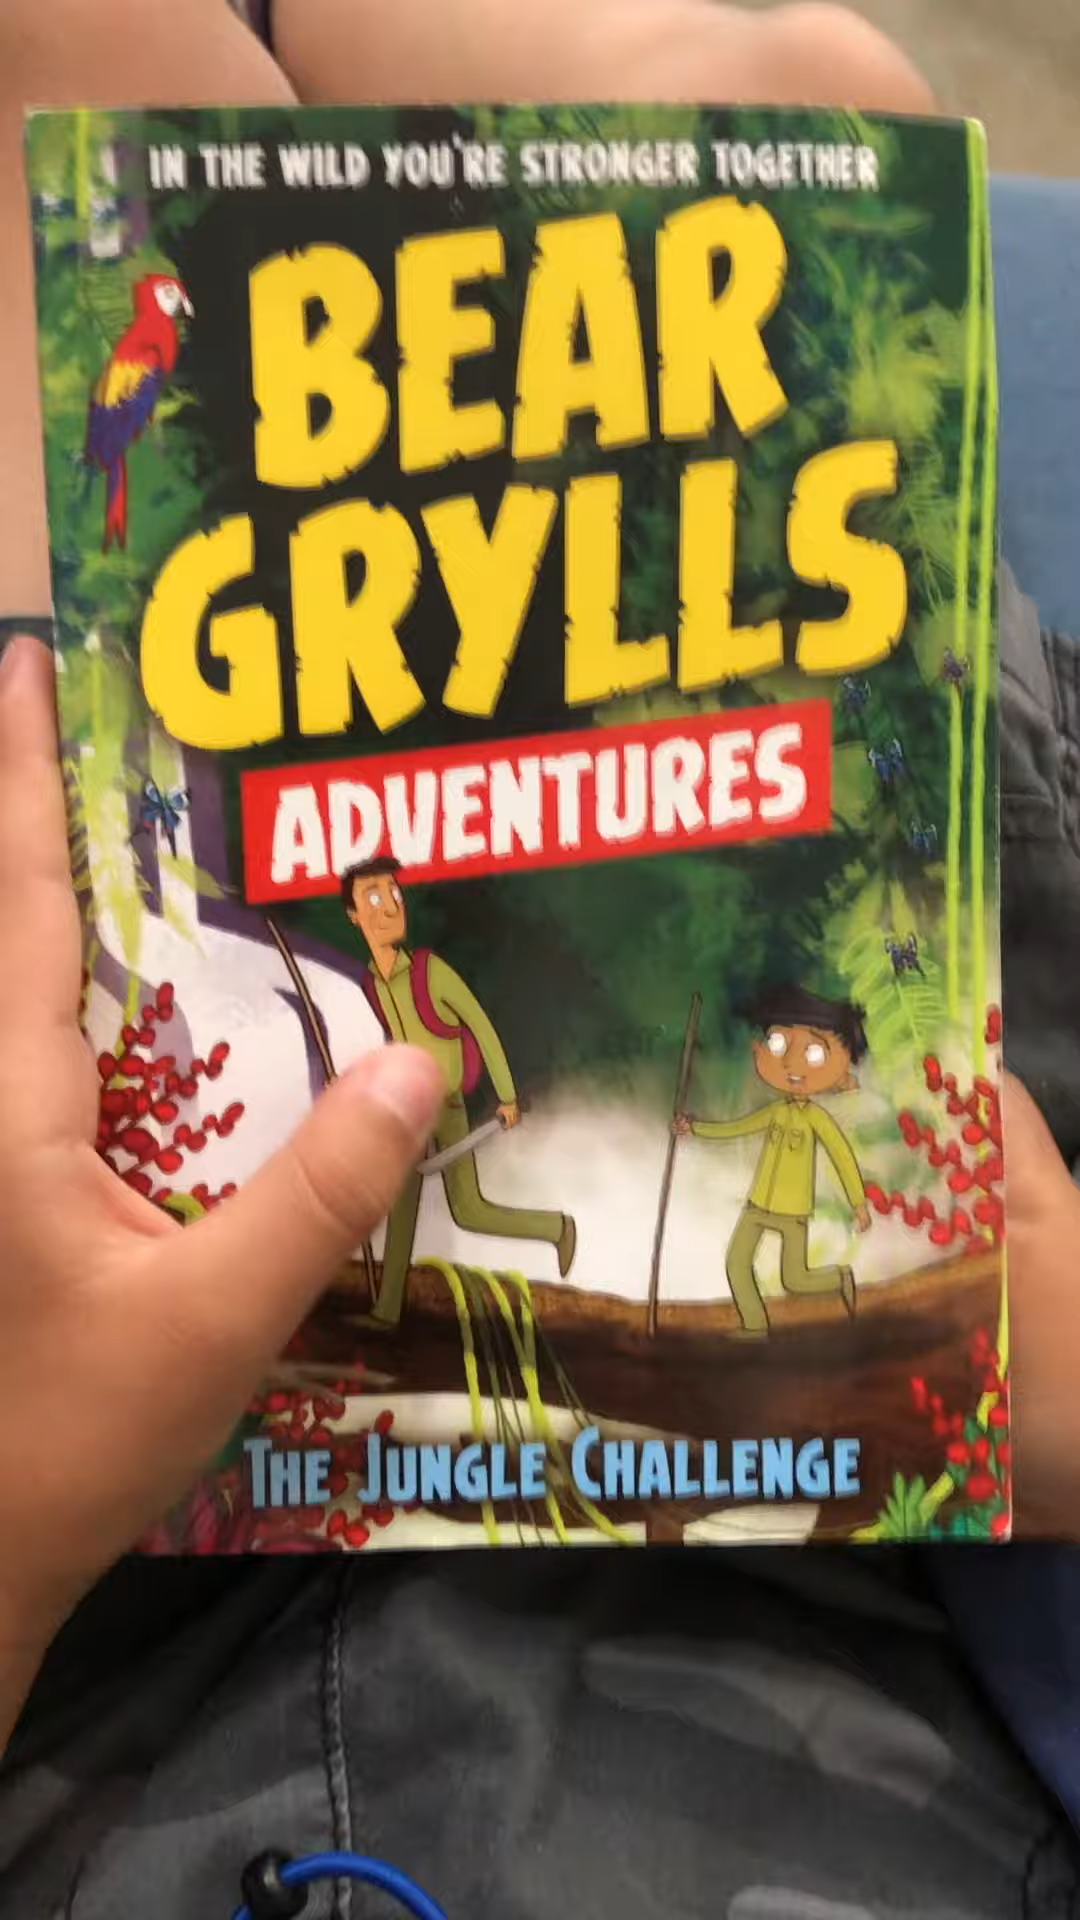 IN THE WILD YOU'RE STRONGER TOGETHER
BEAR
GRYLLS
ADVENTURES
THE JUNGLE CHALLENGE